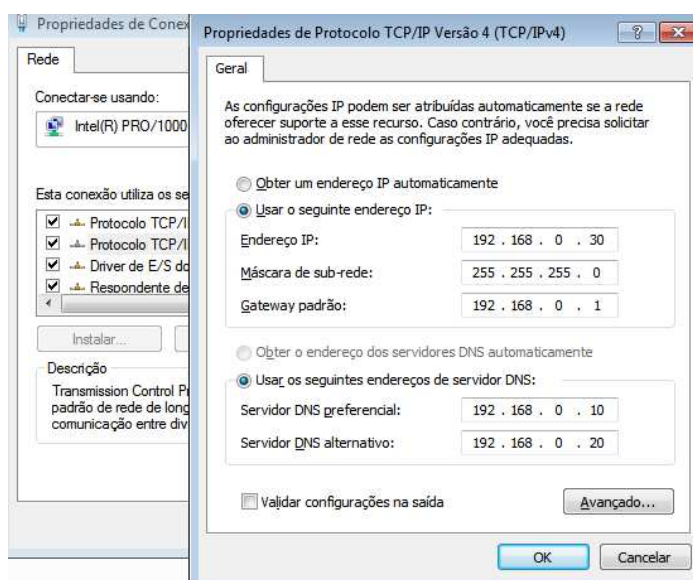 Propriedades de Conex
Rede
Conectar-se usando:
Intel(R) PRO/1000
Esta conexão utiliza os se
Protocolo TCP/I
Protocolo TCP/I
Driver de E/S do
Respondente de
Instalar...
Descrição
Transmission Control P
padrão de rede de long
comunicação entre div
Propriedades de Protocolo TCP/IP Versão 4 (TCP/IPv4)
Geral
As configurações IP podem ser atribuídas automaticamente se a rede
oferecer suporte a esse recurso. Caso contrário, você precisa solicitar
ao administrador de rede as configurações IP adequadas.
Obter um endereço IP automaticamente
Usar o seguinte endereço IP:
Endereço IP: 192 . 168 . 0 . 30
Máscara de sub-rede: 255 . 255 . 255 . 0
Gateway padrão: 192 . 168 . 0 . 1
Obter o endereço dos servidores DNS automaticamente
Usar os seguintes endereços de servidor DNS:
Servidor DNS preferencial: 192 . 168 . 0 . 10
Servidor DNS alternativo: 192 . 168 . 0 . 20
Validar configurações na saída
Avançado...
OK
Cancelar